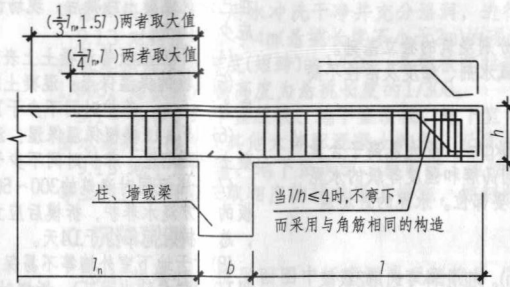 (1/3 ln, 1.5l) 两者取大值
(1/4 ln, l) 两者取大值
h
柱、墙或梁
当l/h≤4时,不弯下,
而采用与角筋相同的构造
ln b l